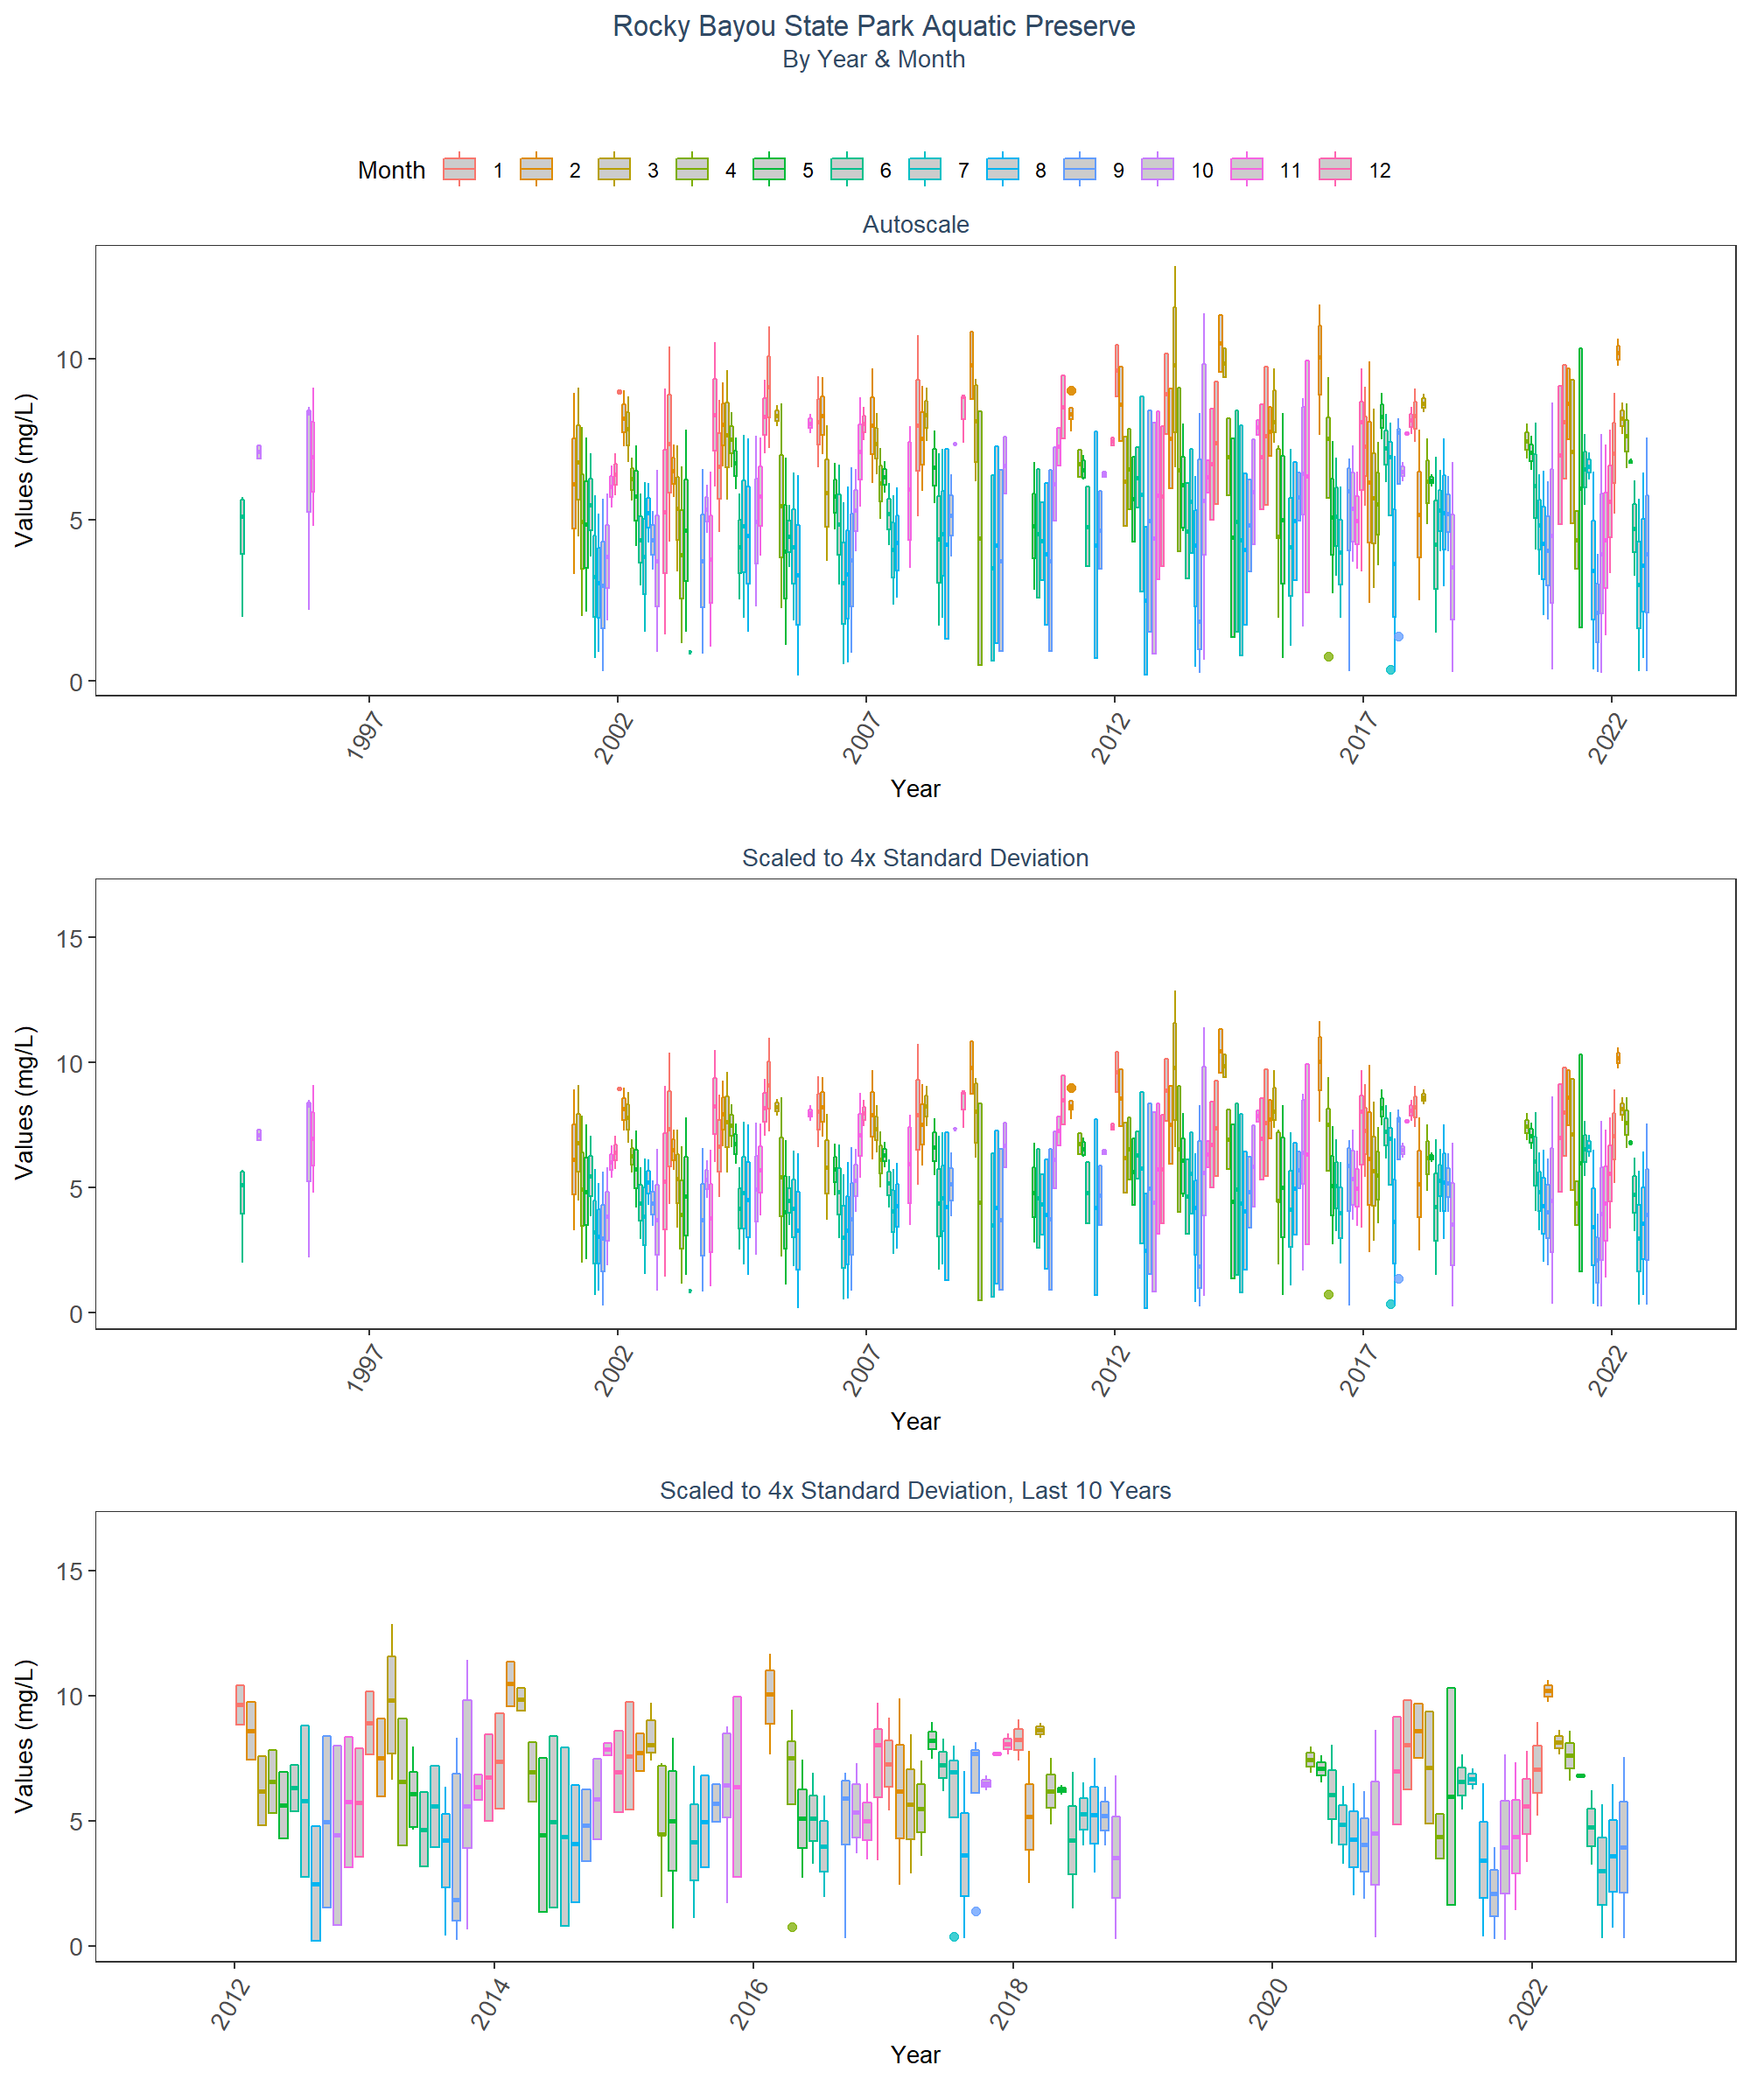 Rocky Bayou State Park Aquatic Preserve
By Year & Month
Month 1 2 3 4 5 6 7 8 9 10 11 12
Autoscale
Values (mg/L)
10
5
0
1997 2002 2007 2012 2017 2022
Year
Scaled to 4x Standard Deviation
Values (mg/L)
15
10
5
0
1997 2002 2007 2012 2017 2022
Year
Scaled to 4x Standard Deviation, Last 10 Years
Values (mg/L)
15
10
5
0
2012 2014 2016 2018 2020 2022
Year